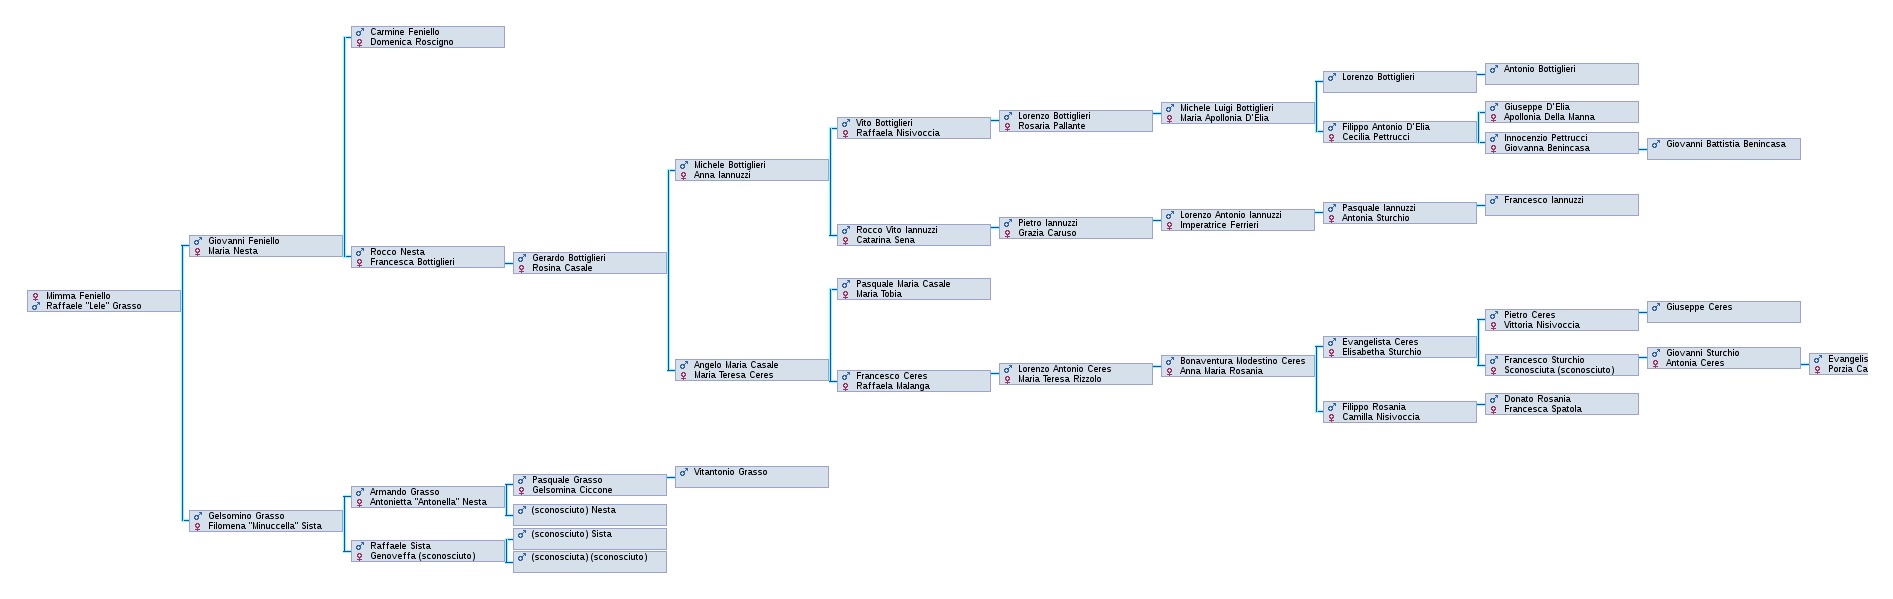 Mimma Feniello
Raffaele "Lele" Grasso
Giovanni Feniello
Maria Nesta
Gelsomino Grasso
Filomena "Minuccella" Sista
Carmine Feniello
Domenica Roscigno
Rocco Nesta
Francesca Bottiglieri
Armando Grasso
Antonietta "Antonella" Nesta
Raffaele Sista
Genoveffa (sconosciuto)
Gerardo Bottiglieri
Rosina Casale
Pasquale Grasso
Gelsomina Ciccone
(sconosciuto) Nesta
(sconosciuto) Sista
(sconosciuta) (sconosciuto)
Michele Bottiglieri
Anna Iannuzzi
Angelo Maria Casale
Maria Teresa Ceres
Vitantonio Grasso
Vito Bottiglieri
Raffaela Nisivoccia
Rocco Vito Iannuzzi
Catarina Sena
Pasquale Maria Casale
Maria Tobia
Francesco Ceres
Raffaela Malanga
Lorenzo Bottiglieri
Rosaria Pallante
Pietro Iannuzzi
Grazia Caruso
Lorenzo Antonio Ceres
Maria Teresa Rizzolo
Michele Luigi Bottiglieri
Maria Apollonia D'Elia
Lorenzo Antonio Iannuzzi
Imperatrice Ferrieri
Bonaventura Modestino Ceres
Anna Maria Rosania
Lorenzo Bottiglieri
Filippo Antonio D'Elia
Cecilia Pettrucci
Pasquale Iannuzzi
Antonia Sturchio
Evangelista Ceres
Elisabetha Sturchio
Filippo Rosania
Camilla Nisivoccia
Antonio Bottiglieri
Giuseppe D'Elia
Apollonia Della Manna
Innocenzio Pettrucci
Giovanna Benincasa
Francesco Iannuzzi
Pietro Ceres
Vittoria Nisivoccia
Francesco Sturchio
Sconosciuta (sconosciuto)
Donato Rosania
Francesca Spatola
Giovanni Battistia Benincasa
Giuseppe Ceres
Giovanni Sturchio
Antonia Ceres
Evangelis
Porzia Ca